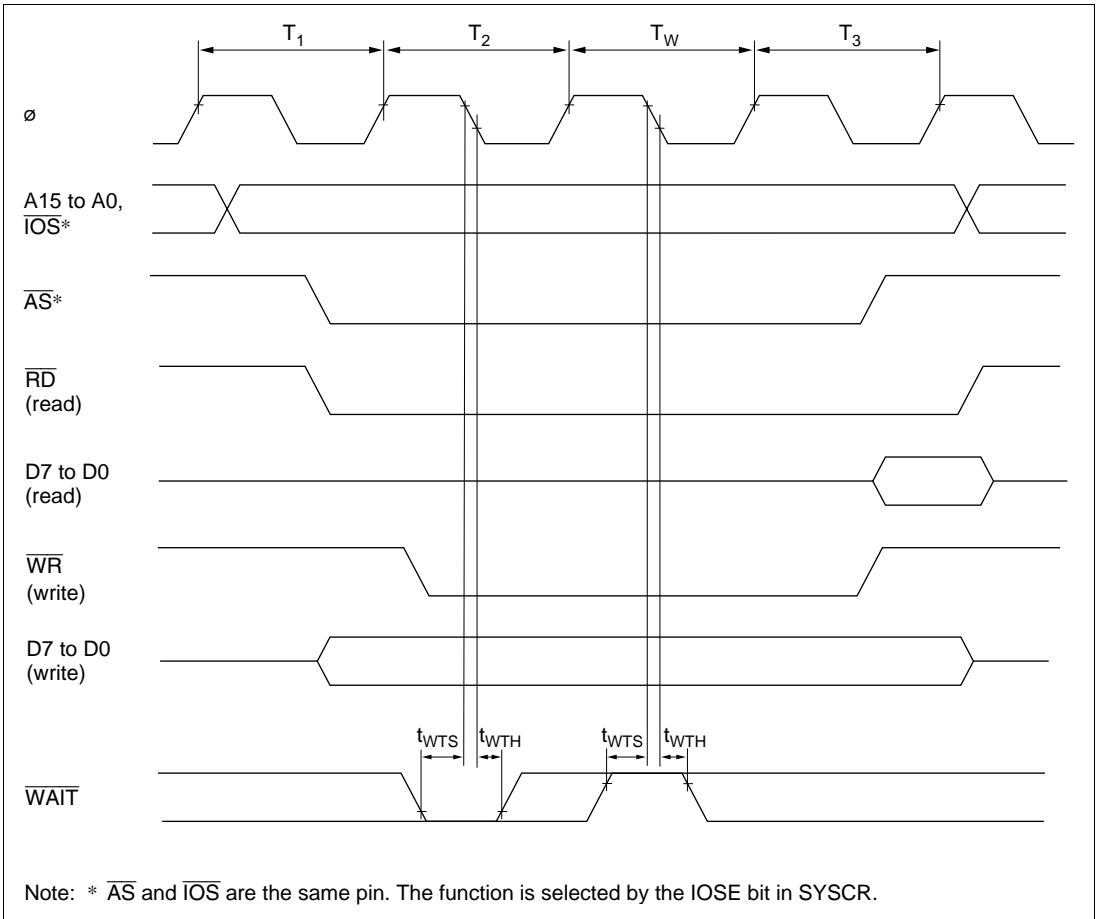 T1 T2 TW T3
ø
A15 to A0,
IOS*
AS*
RD
(read)
D7 to D0
(read)
WR
(write)
D7 to D0
(write)
tWTS tWTH tWTS tWTH
WAIT
Note: * AS and IOS are the same pin. The function is selected by the IOSE bit in SYSCR.